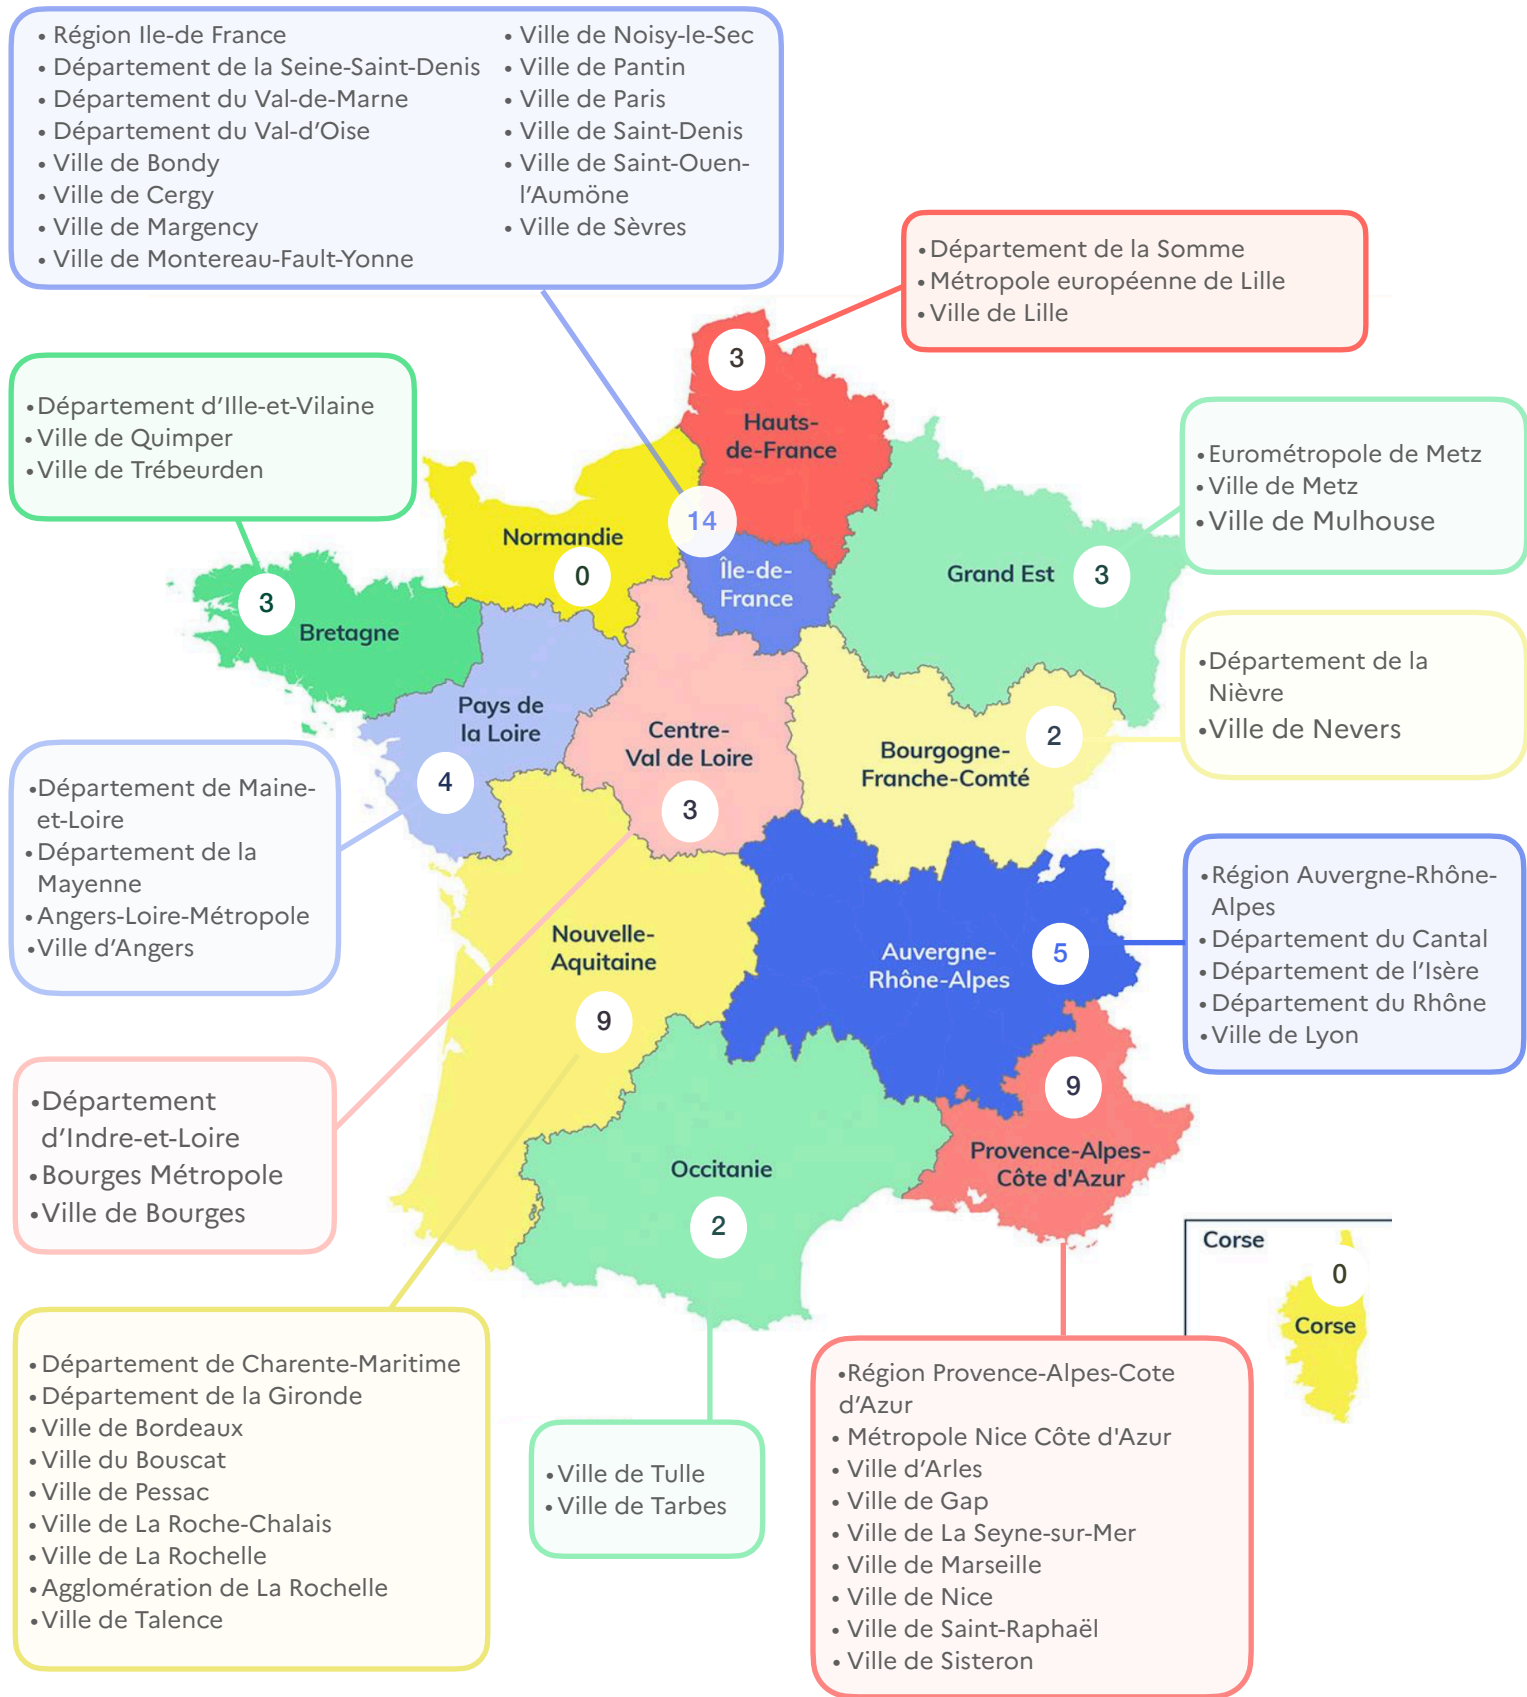 • Région Ile-de France
• Département de la Seine-Saint-Denis
• Département du Val-de-Marne
• Département du Val-d’Oise
• Ville de Bondy
• Ville de Cergy
• Ville de Margency
• Ville de Montereau-Fault-Yonne
• Ville de Noisy-le-Sec
• Ville de Pantin
• Ville de Paris
• Ville de Saint-Denis
• Ville de Saint-Ouen-
l’Aumöne
• Ville de Sèvres
• Département de la Somme
• Métropole européenne de Lille
• Ville de Lille
3
Hauts-
de-France
• Département d’Ille-et-Vilaine
• Ville de Quimper
• Ville de Trébeurden
• Eurométropole de Metz
• Ville de Metz
• Ville de Mulhouse
14
Normandie
0
Île-de-
France
Grand Est
3
3
Bretagne
• Département de la
Nièvre
• Ville de Nevers
Pays de
la Loire
4
Centre-
Val de Loire
3
Bourgogne-
Franche-Comté
2
• Département de Maine-
et-Loire
• Département de la
Mayenne
• Angers-Loire-Métropole
• Ville d’Angers
• Région Auvergne-Rhône-
Alpes
• Département du Cantal
• Département de l’Isère
• Département du Rhône
• Ville de Lyon
Nouvelle-
Aquitaine
9
Auvergne-
Rhône-Alpes
5
• Département
d’Indre-et-Loire
• Bourges Métropole
• Ville de Bourges
9
Provence-Alpes-
Côte d'Azur
Occitanie
2
Corse
0
Corse
• Département de Charente-Maritime
• Département de la Gironde
• Ville de Bordeaux
• Ville du Bouscat
• Ville de Pessac
• Ville de La Roche-Chalais
• Ville de La Rochelle
• Agglomération de La Rochelle
• Ville de Talence
• Ville de Tulle
• Ville de Tarbes
• Région Provence-Alpes-Cote
d’Azur
• Métropole Nice Côte d'Azur
• Ville d’Arles
• Ville de Gap
• Ville de La Seyne-sur-Mer
• Ville de Marseille
• Ville de Nice
• Ville de Saint-Raphaël
• Ville de Sisteron